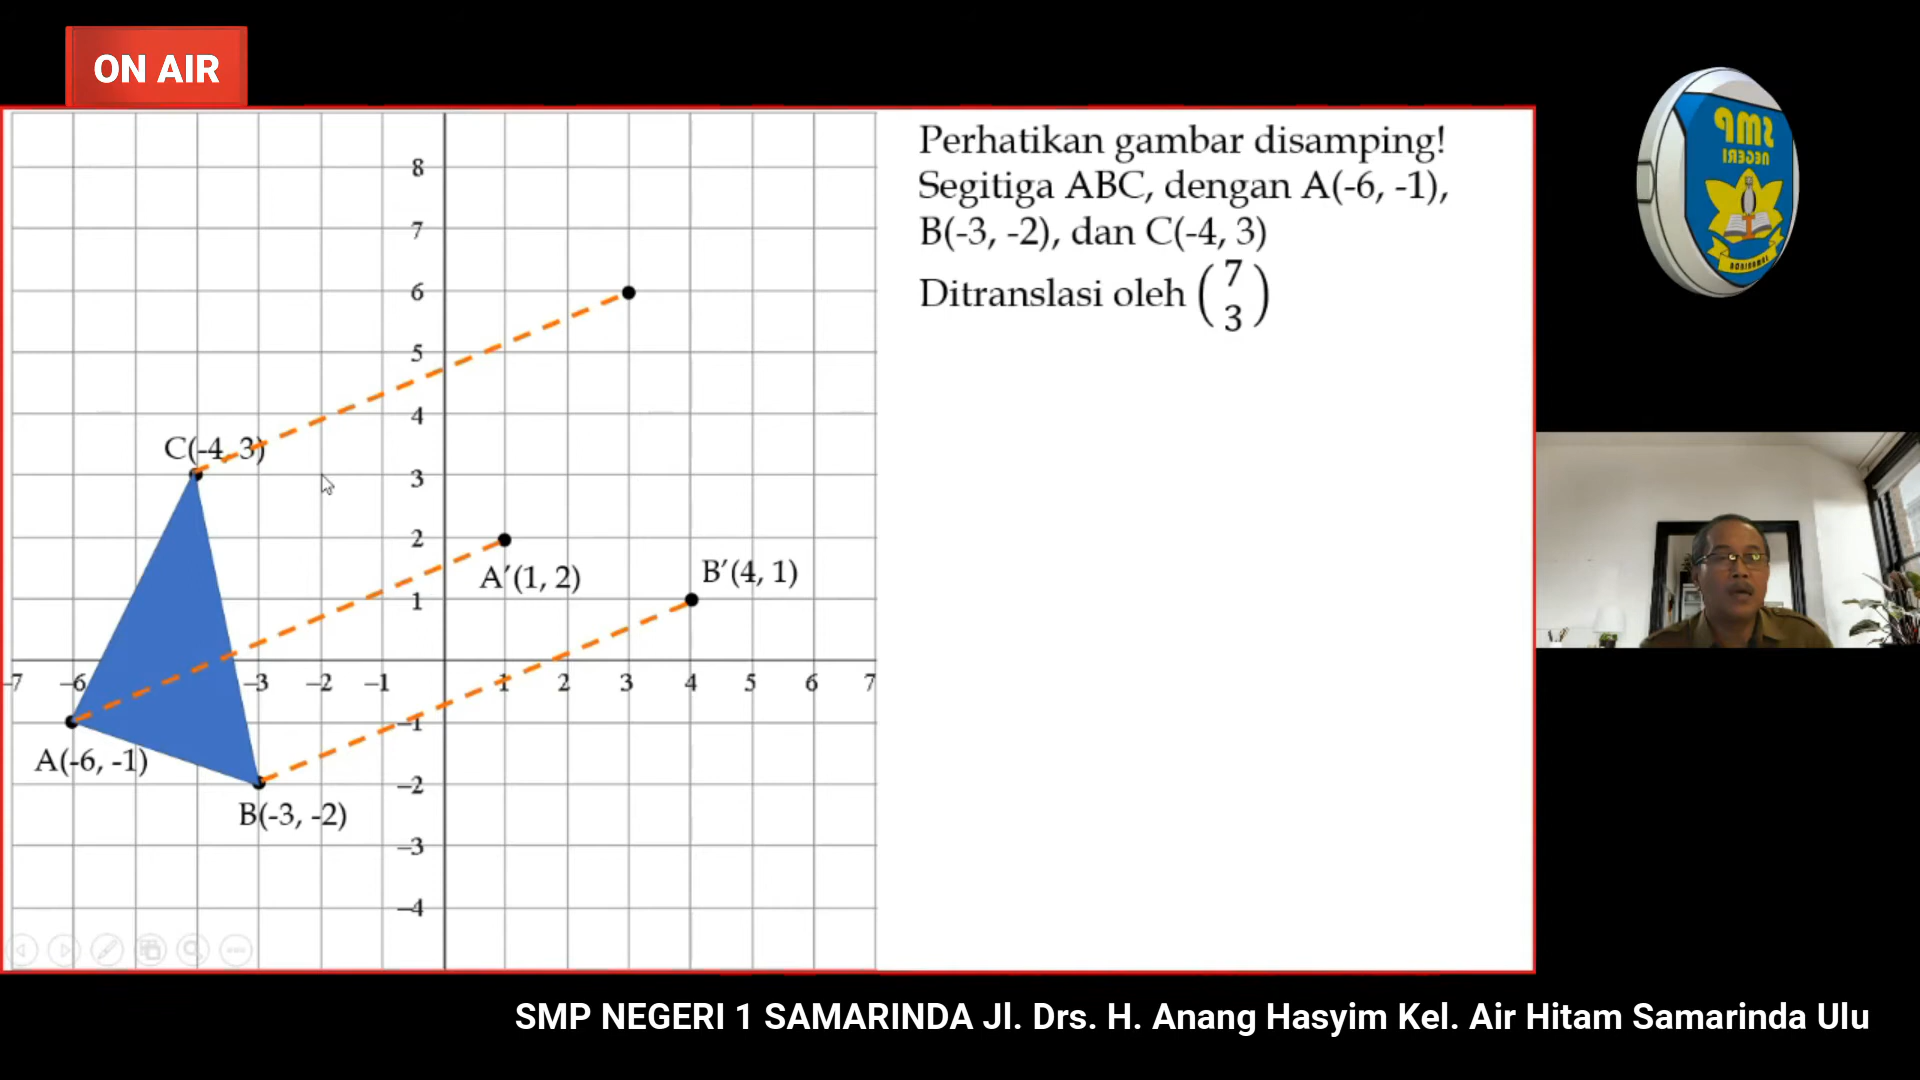 ON AIR
Perhatikan gambar disamping!
Segitiga ABC, dengan A(-6, -1),
B(-3, -2), dan C(-4, 3)
Ditranslasi oleh (7
3)
8
7
6
5
4
C(-4, 3)
3
2
A′(1, 2)
B′(4, 1)
1
–7 –6 –3 –2 –1 1 2 3 4 5 6 7
–1
A(-6, -1)
–2
B(-3, -2)
–3
–4
SMP
NEGERI
SMP NEGERI 1 SAMARINDA Jl. Drs. H. Anang Hasyim Kel. Air Hitam Samarinda Ulu